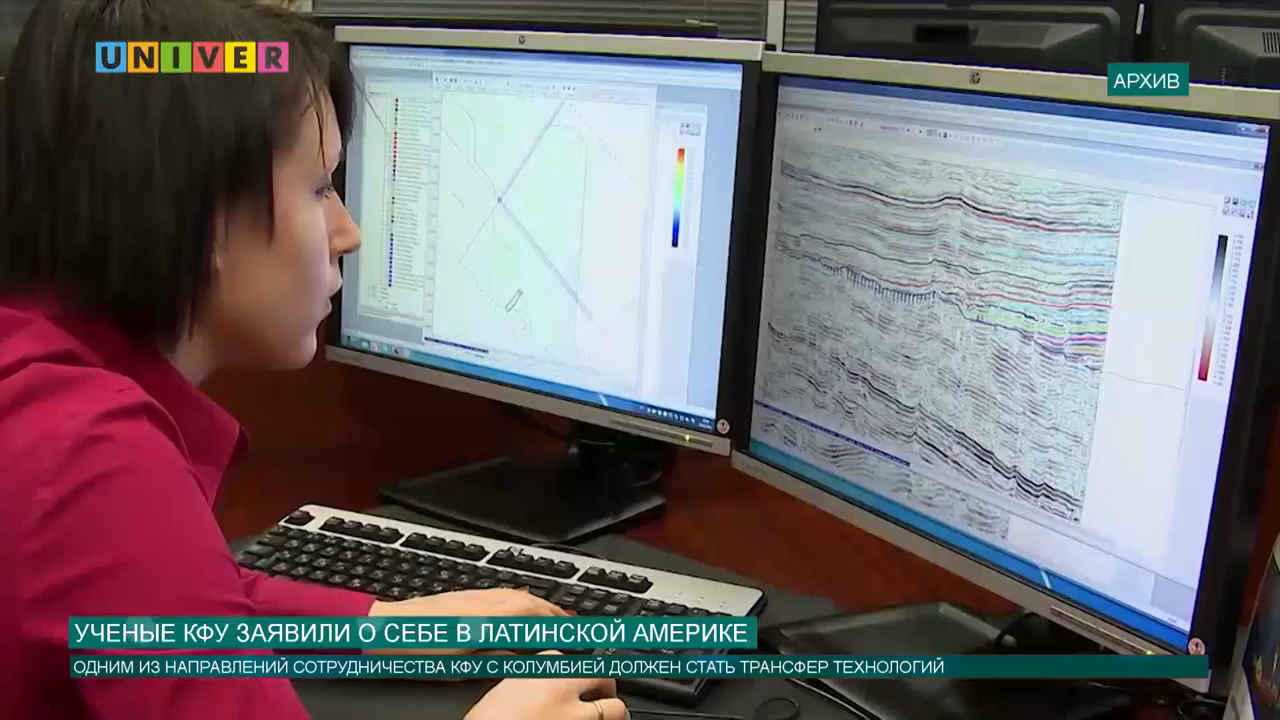 UNIVER
АРХИВ
УЧЕНЫЕ КФУ ЗАЯВИЛИ О СЕБЕ В ЛАТИНСКОЙ АМЕРИКЕ
ОДНИМ ИЗ НАПРАВЛЕНИЙ СОТРУДНИЧЕСТВА КФУ С КОЛУМБИЕЙ ДОЛЖЕН СТАТЬ ТРАНСФЕР ТЕХНОЛОГИЙ